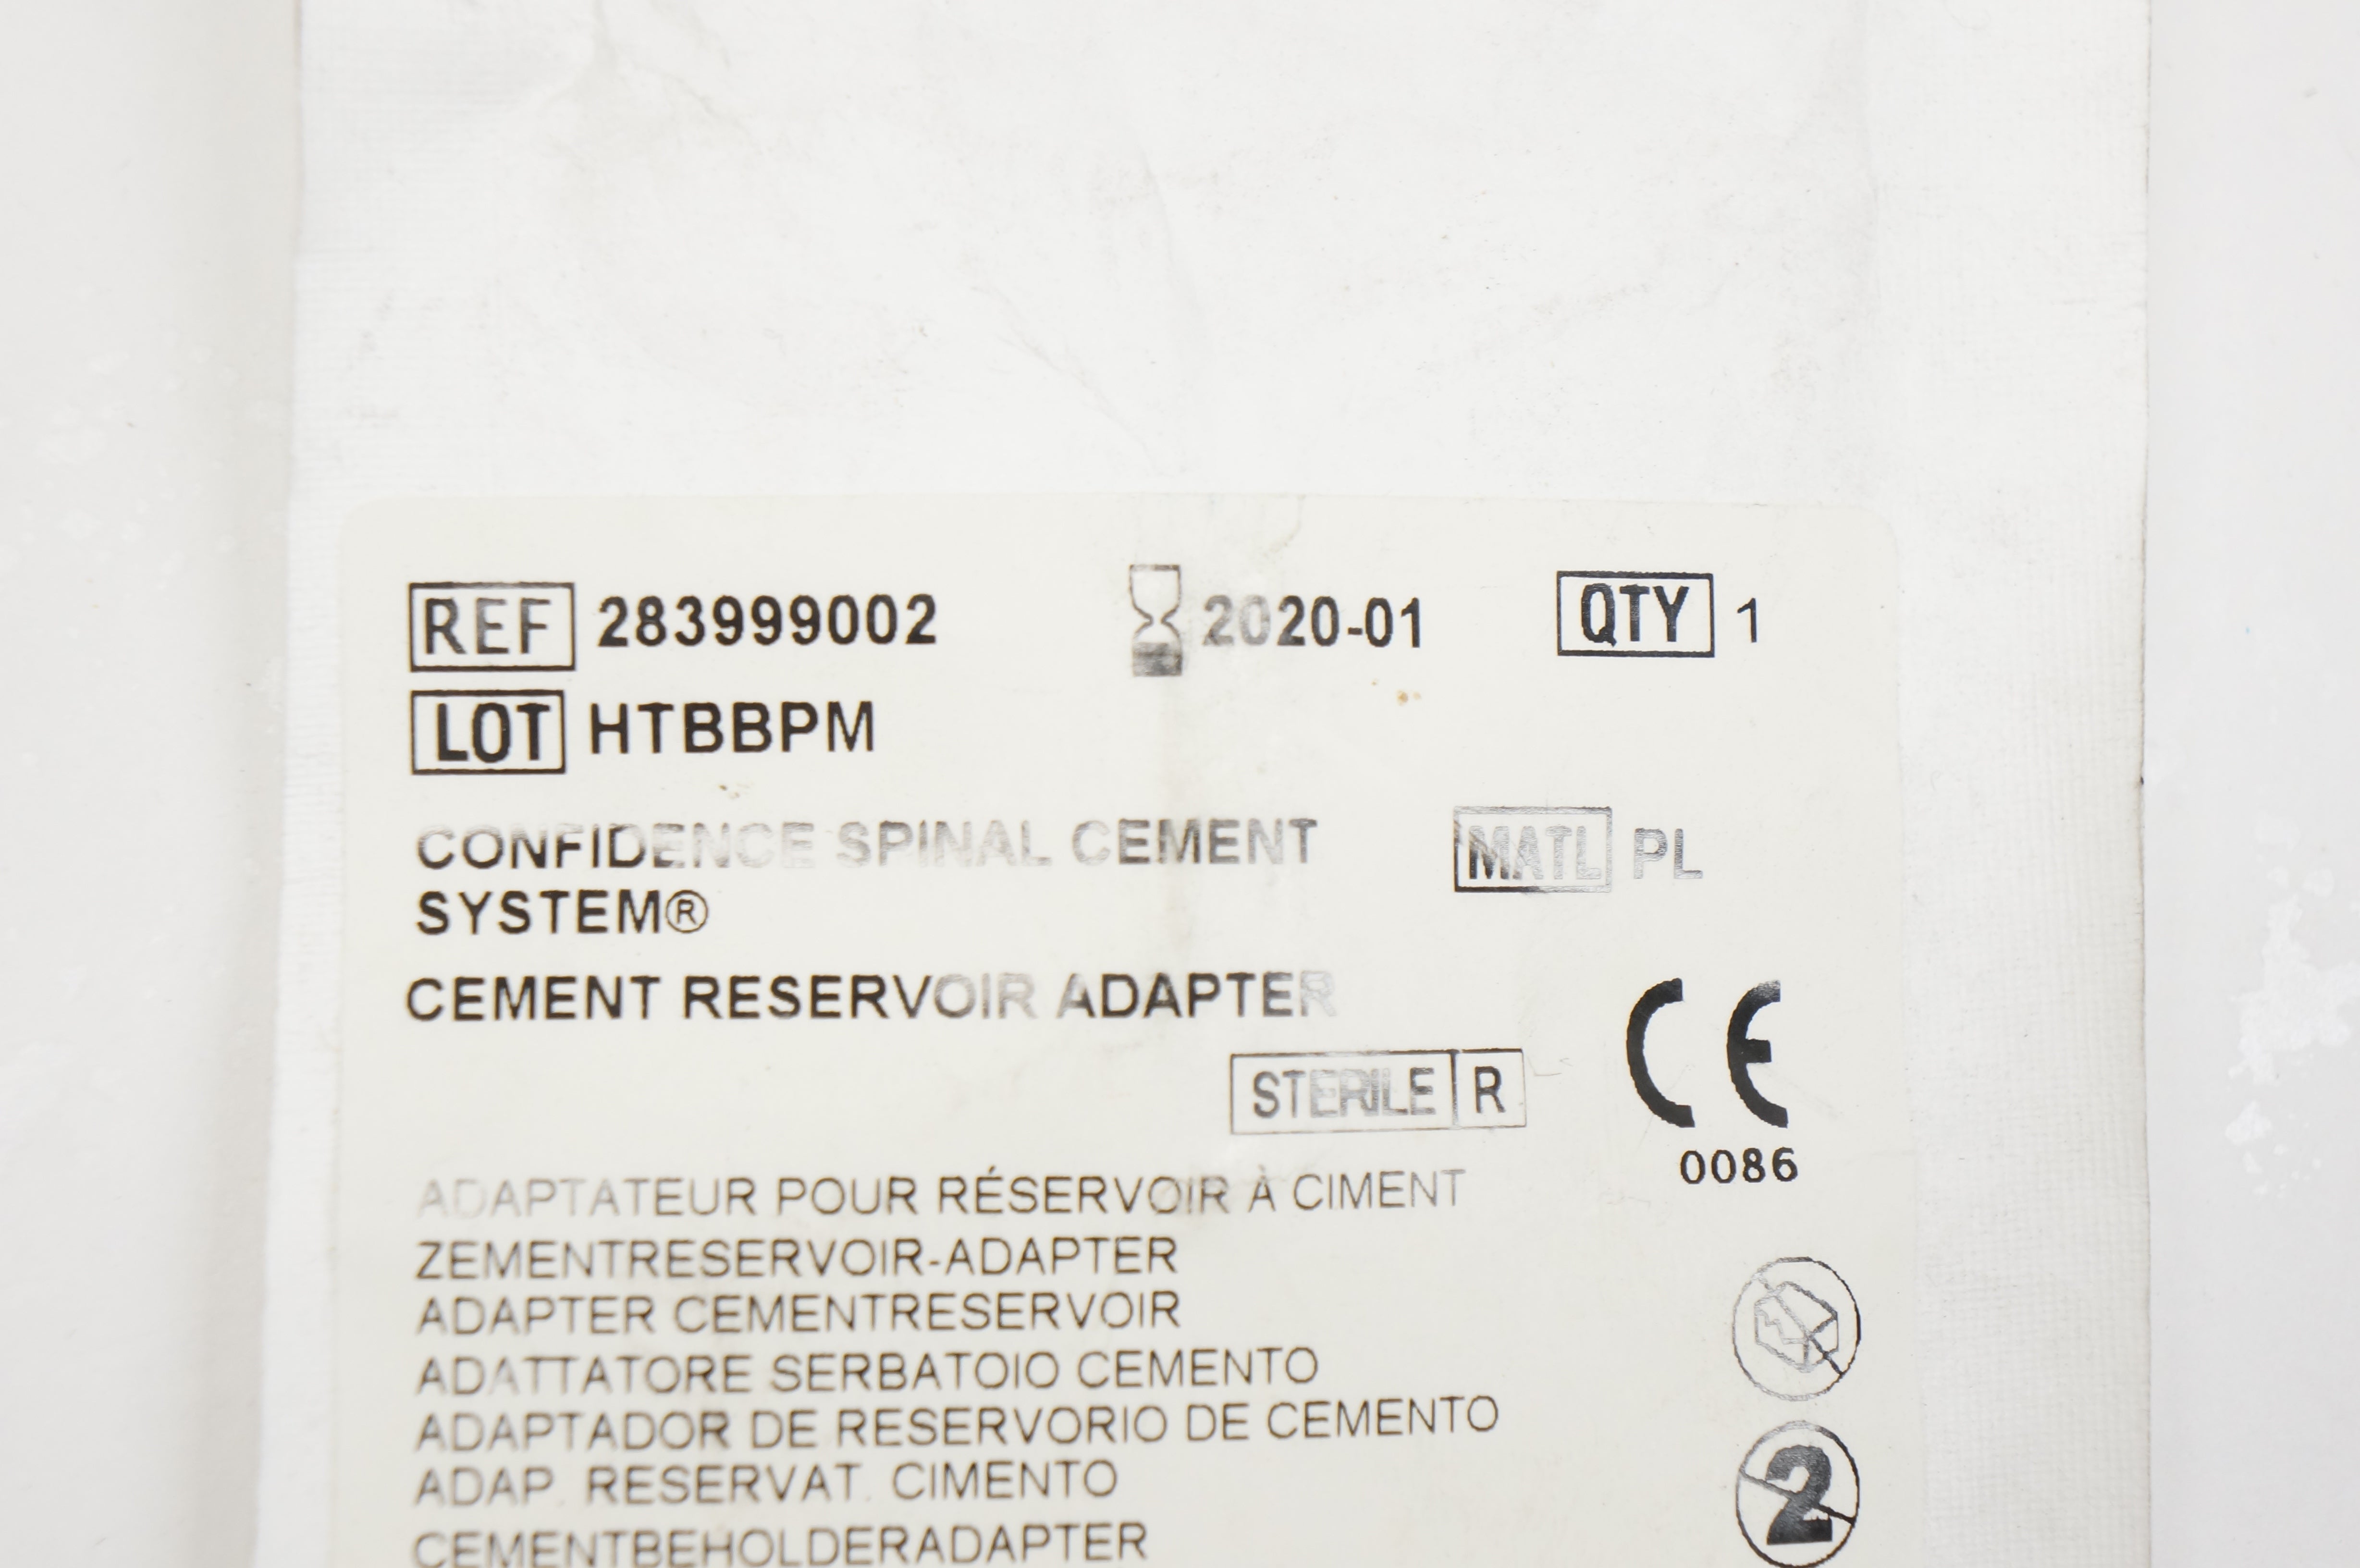 REF 283999002 2020-01 QTY 1
LOT HTBBPM
CONFIDENCE SPINAL CEMENT MATL PL
SYSTEM®
CEMENT RESERVOIR ADAPTER
CE
STERILE R
0086
ADAPTATEUR POUR RÉSERVOIR À CIMENT
ZEMENTRESERVOIR-ADAPTER
ADAPTER CEMENTRESERVOIR
ADATTATORE SERBATOIO CEMENTO
ADAPTADOR DE RESERVORIO DE CEMENTO
ADAP. RESERVAT. CIMENTO
2
CEMENTBEHOLDERADAPTER